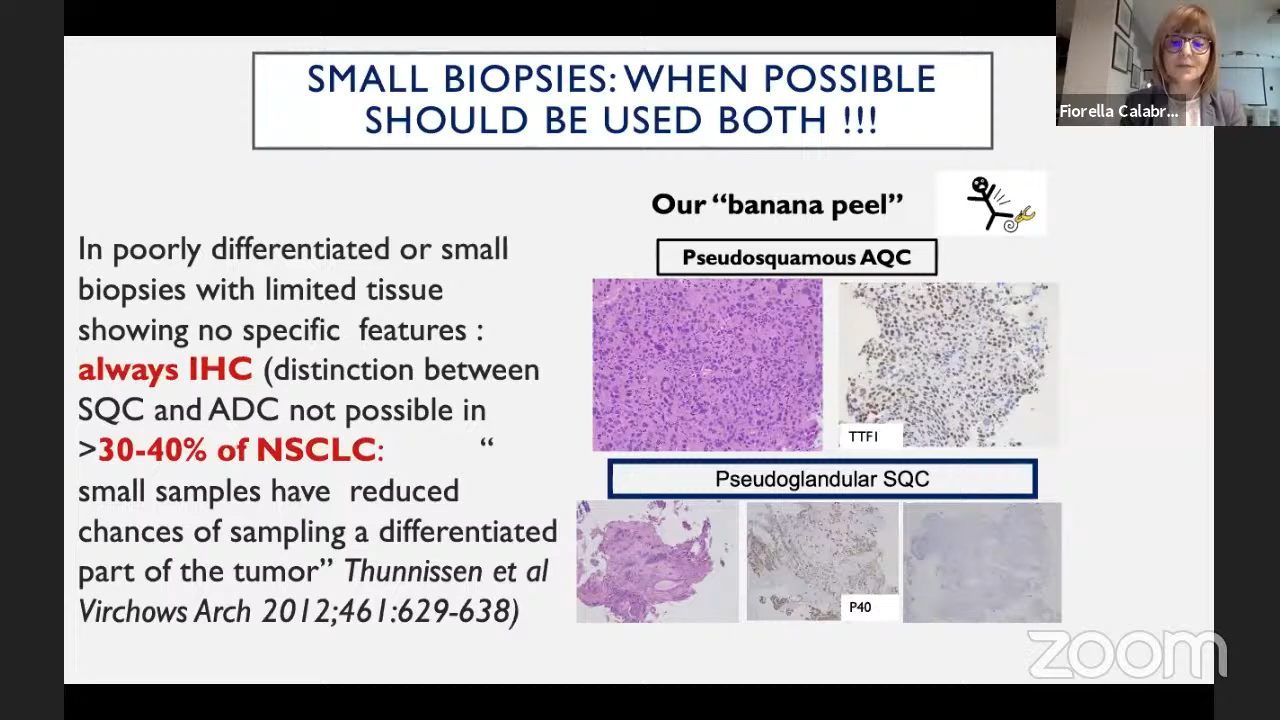 SMALL BIOPSIES: WHEN POSSIBLE
SHOULD BE USED BOTH !!!
Fiorella Calabr...
Our “banana peel”
Pseudosquamous AQC
In poorly differentiated or small
biopsies with limited tissue
showing no specific features :
always IHC (distinction between
SQC and ADC not possible in
>30-40% of NSCLC: “
small samples have reduced
chances of sampling a differentiated
part of the tumor” Thunnissen et al
Virchows Arch 2012;461:629-638)
TTF1
Pseudoglandular SQC
P40
zoom